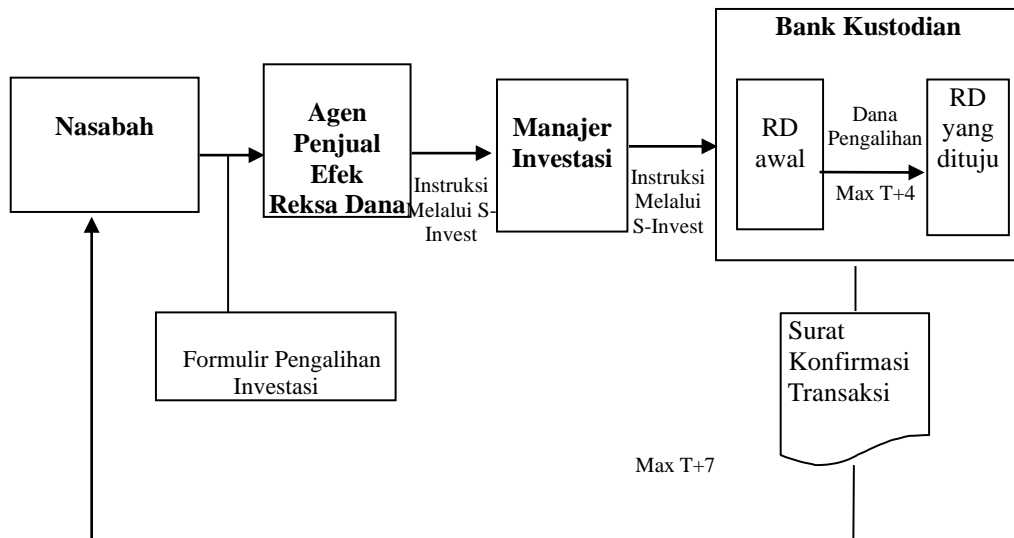 Bank Kustodian
Nasabah
Agen
Penjual
Efek
Reksa Dana
Instruksi
Melalui S-
Invest
Manajer
Investasi
Instruksi
Melalui
S-Invest
RD
awal
Dana
Pengalihan
Max T+4
RD
yang
dituju
Formulir Pengalihan
Investasi
Surat
Konfirmasi
Transaksi
Max T+7